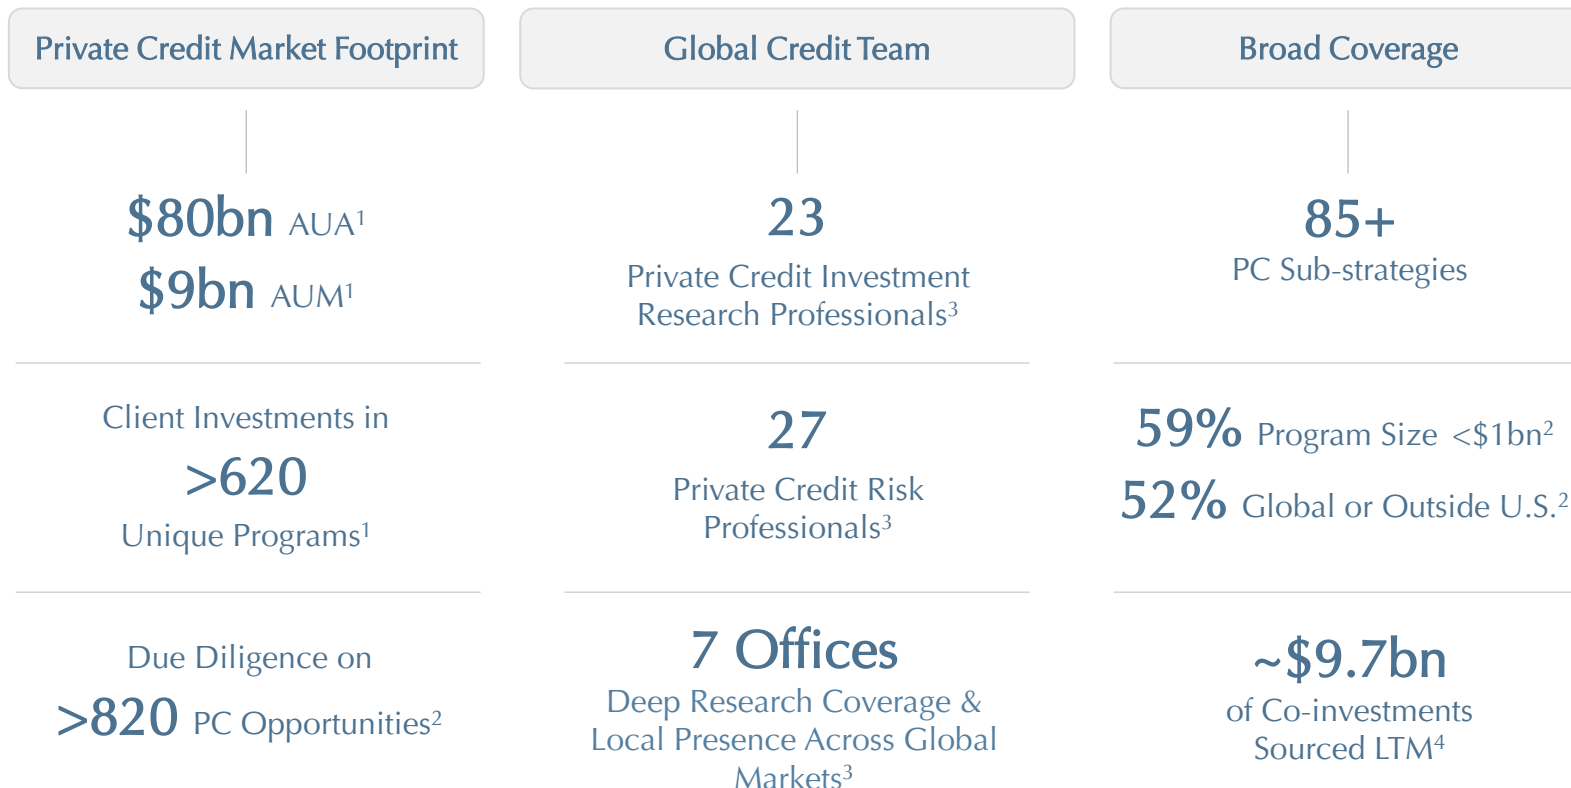 Private Credit Market Footprint
$80bn AUA¹
$9bn AUM¹
Client Investments in
>620
Unique Programs¹
Due Diligence on
>820 PC Opportunities²
Global Credit Team
23
Private Credit Investment
Research Professionals³
27
Private Credit Risk
Professionals³
7 Offices
Deep Research Coverage &
Local Presence Across Global
Markets³
Broad Coverage
85+
PC Sub-strategies
59% Program Size <$1bn²
52% Global or Outside U.S.²
~$9.7bn
of Co-investments
Sourced LTM⁴